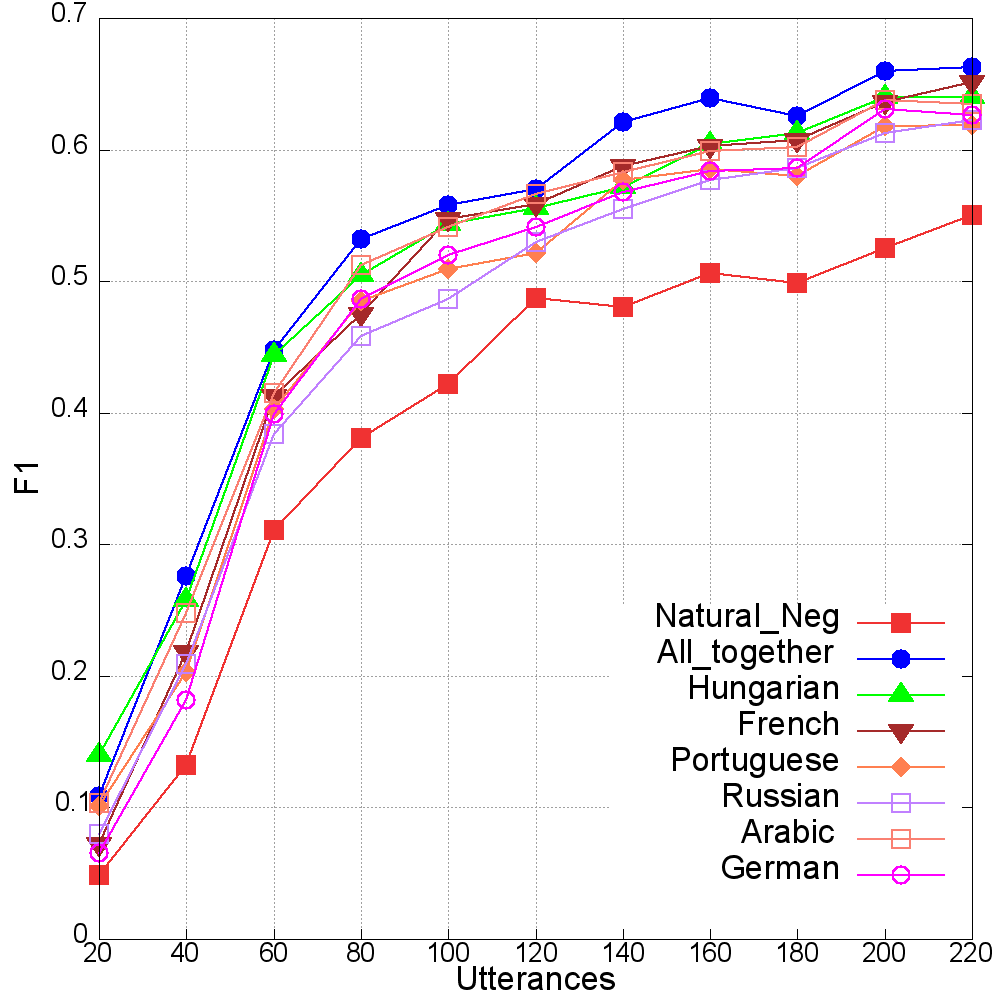 0.7
0.6
0.5
0.4
0.3
0.2
0.1
0
F1
Natural_Neg
All_together
Hungarian
French
Portuguese
Russian
Arabic
German
20 40 60 80 100 120 140 160 180 200 220
Utterances